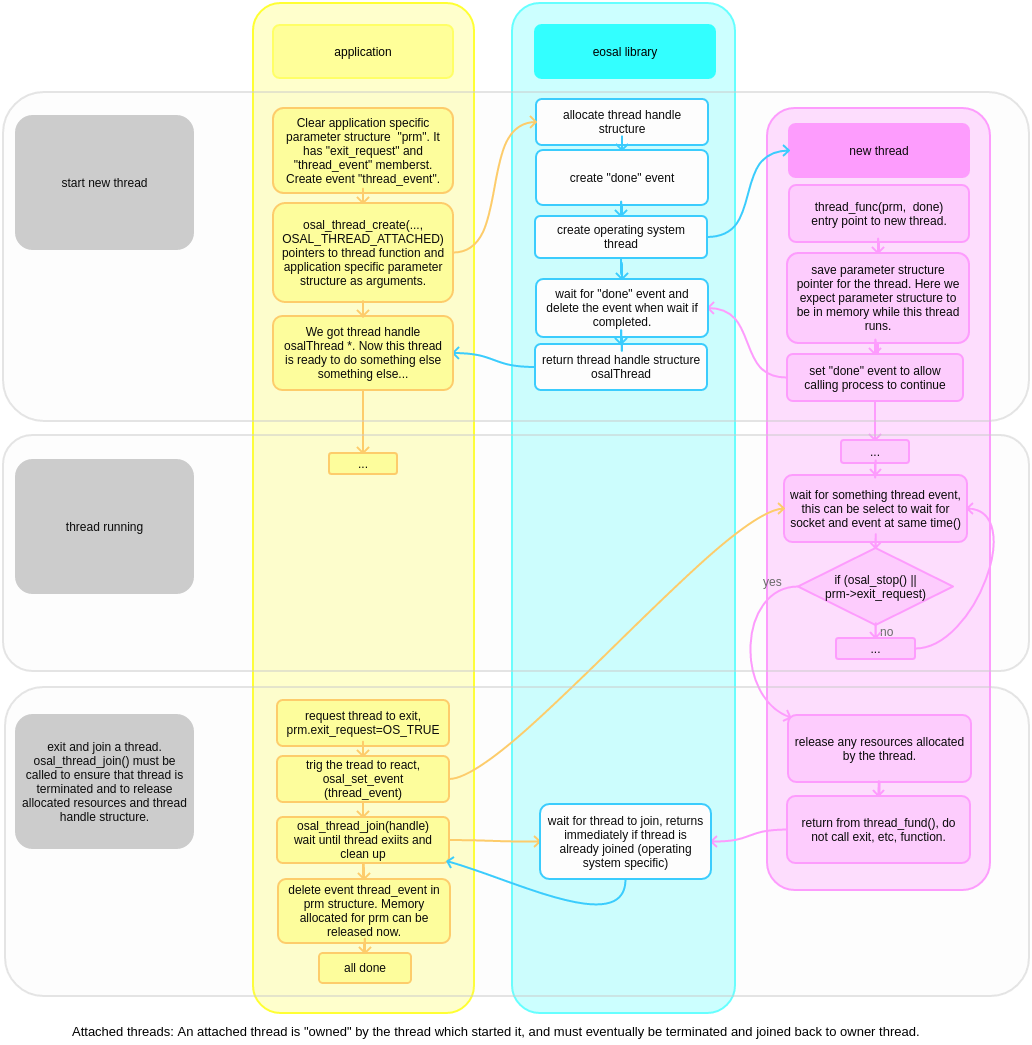 application
eosal library
start new thread
Clear application specific
parameter structure "prm". It
has "exit_request" and
"thread_event" memberst.
Create event "thread_event".
osal_thread_create(...,
OSAL_THREAD_ATTACHED)
pointers to thread function and
application specific parameter
structure as arguments.
We got thread handle
osalThread *. Now this thread
is ready to do something else
something else...
allocate thread handle
structure
create "done" event
create operating system
thread
wait for "done" event and
delete the event when wait if
completed.
return thread handle structure
osalThread
new thread
thread_func(prm, done)
entry point to new thread.
save parameter structure
pointer for the thread. Here we
expect parameter structure to
be in memory while this thread
runs.
set "done" event to allow
calling process to continue
thread running
...
...
wait for something thread event,
this can be select to wait for
socket and event at same time()
if (osal_stop() ||
prm->exit_request)
yes
no
...
exit and join a thread.
osal_thread_join() must be
called to ensure that thread is
terminated and to release
allocated resources and thread
handle structure.
request thread to exit,
prm.exit_request=OS_TRUE
trig the tread to react,
osal_set_event
(thread_event)
osal_thread_join(handle)
wait until thread exiits and
clean up
delete event thread_event in
prm structure. Memory
allocated for prm can be
released now.
all done
wait for thread to join, returns
immediately if thread is
already joined (operating
system specific)
release any resources allocated
by the thread.
return from thread_fund(), do
not call exit, etc, function.
Attached threads: An attached thread is "owned" by the thread which started it, and must eventually be terminated and joined back to owner thread.